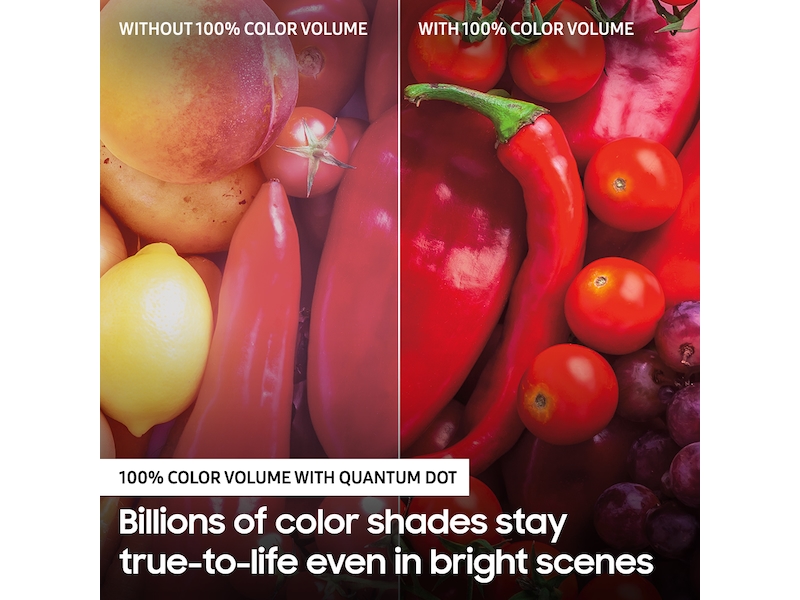 WITHOUT 100% COLOR VOLUME
WITH 100% COLOR VOLUME
100% COLOR VOLUME WITH QUANTUM DOT
Billions of color shades stay
true-to-life even in bright scenes